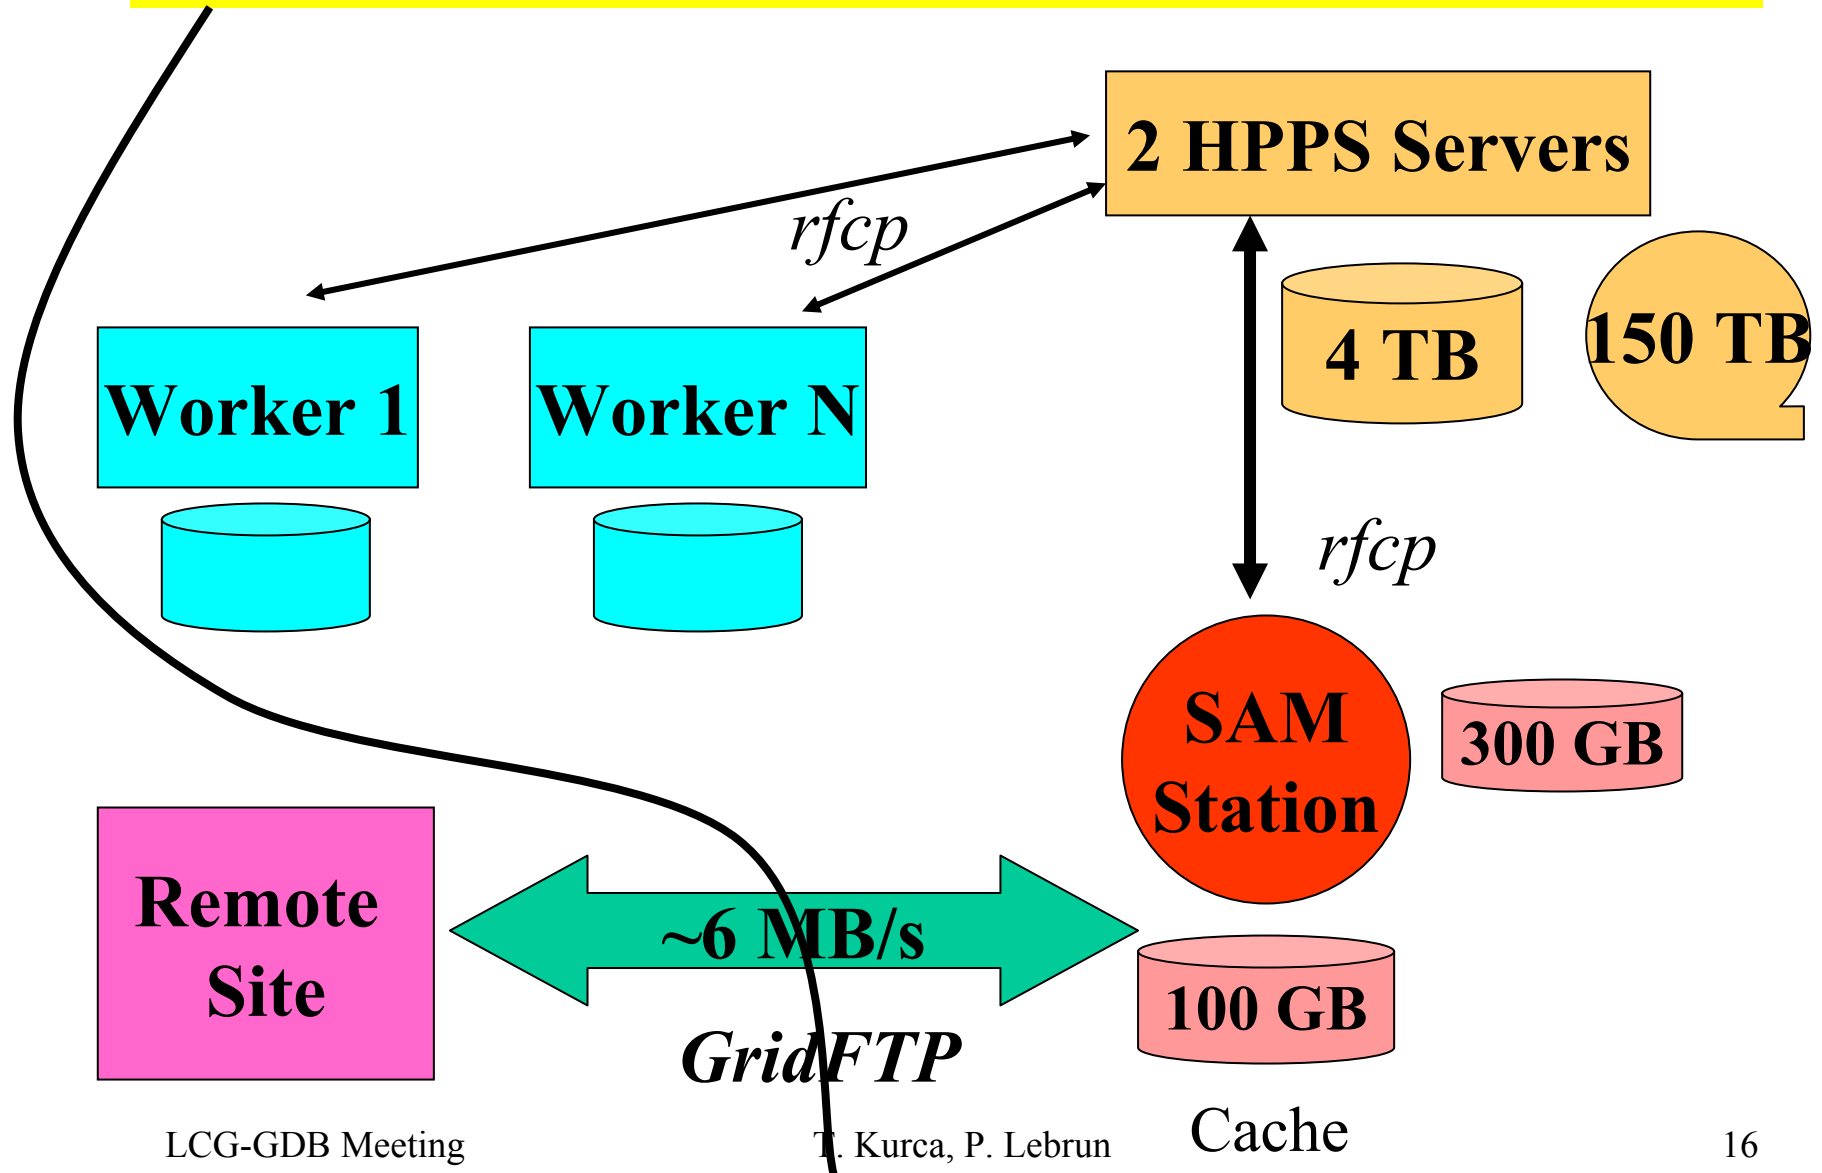 2 HPPS Servers
rfcp
4 TB
150 TB
Worker 1
Worker N
rfcp
SAM
Station
300 GB
Remote
Site
~6 MB/s
100 GB
GridFTP
Cache
LCG-GDB Meeting
T. Kurca, P. Lebrun
16